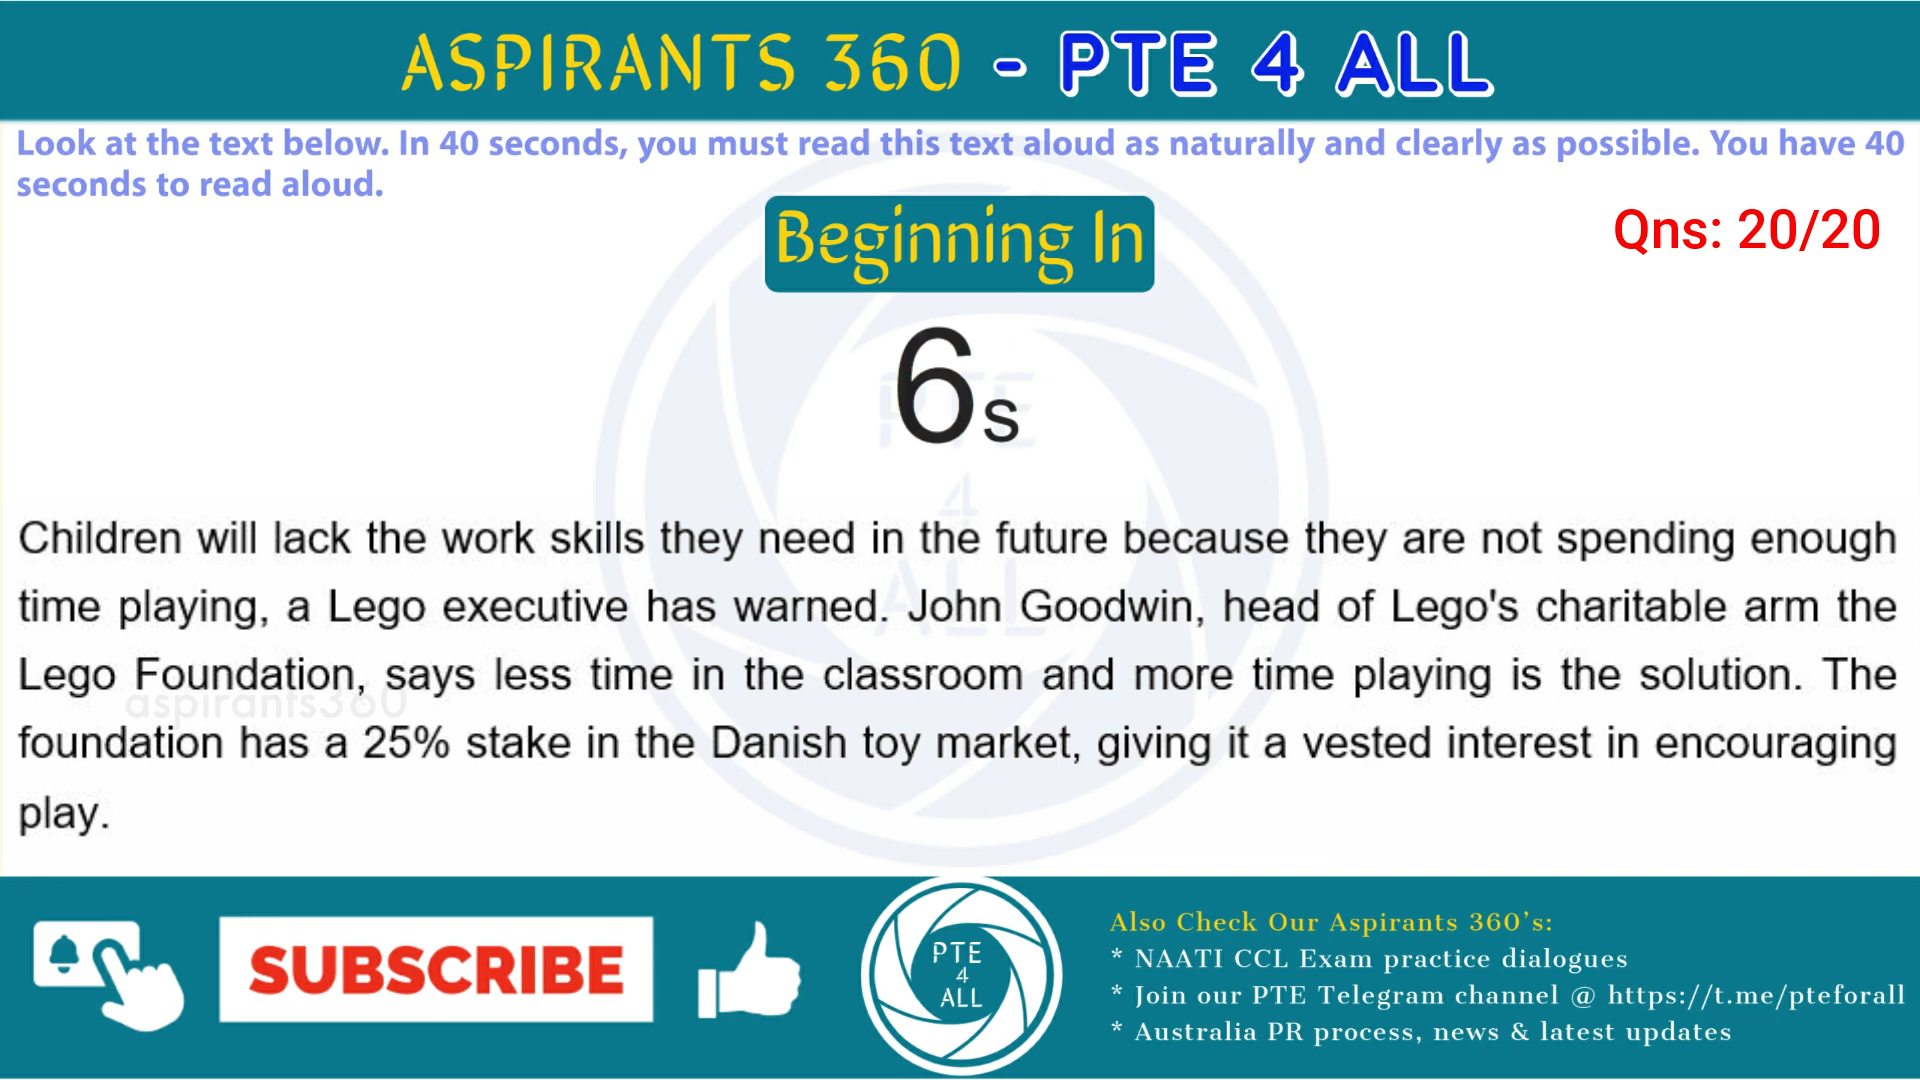 ASPIRANTS 360 - PTE 4 ALL
Look at the text below. In 40 seconds, you must read this text aloud as naturally and clearly as possible. You have 40
seconds to read aloud.
Beginning In
Qns: 20/20
6s
PTE
4
ALL
Children will lack the work skills they need in the future because they are not spending enough
time playing, a Lego executive has warned. John Goodwin, head of Lego's charitable arm the
Lego Foundation, says less time in the classroom and more time playing is the solution. The
aspirants360
foundation has a 25% stake in the Danish toy market, giving it a vested interest in encouraging
play.
SUBSCRIBE
PTE
4
ALL
Also Check Our Aspirants 360's:
* NAATI CCL Exam practice dialogues
* Join our PTE Telegram channel @ https://t.me/pteforall
* Australia PR process, news & latest updates